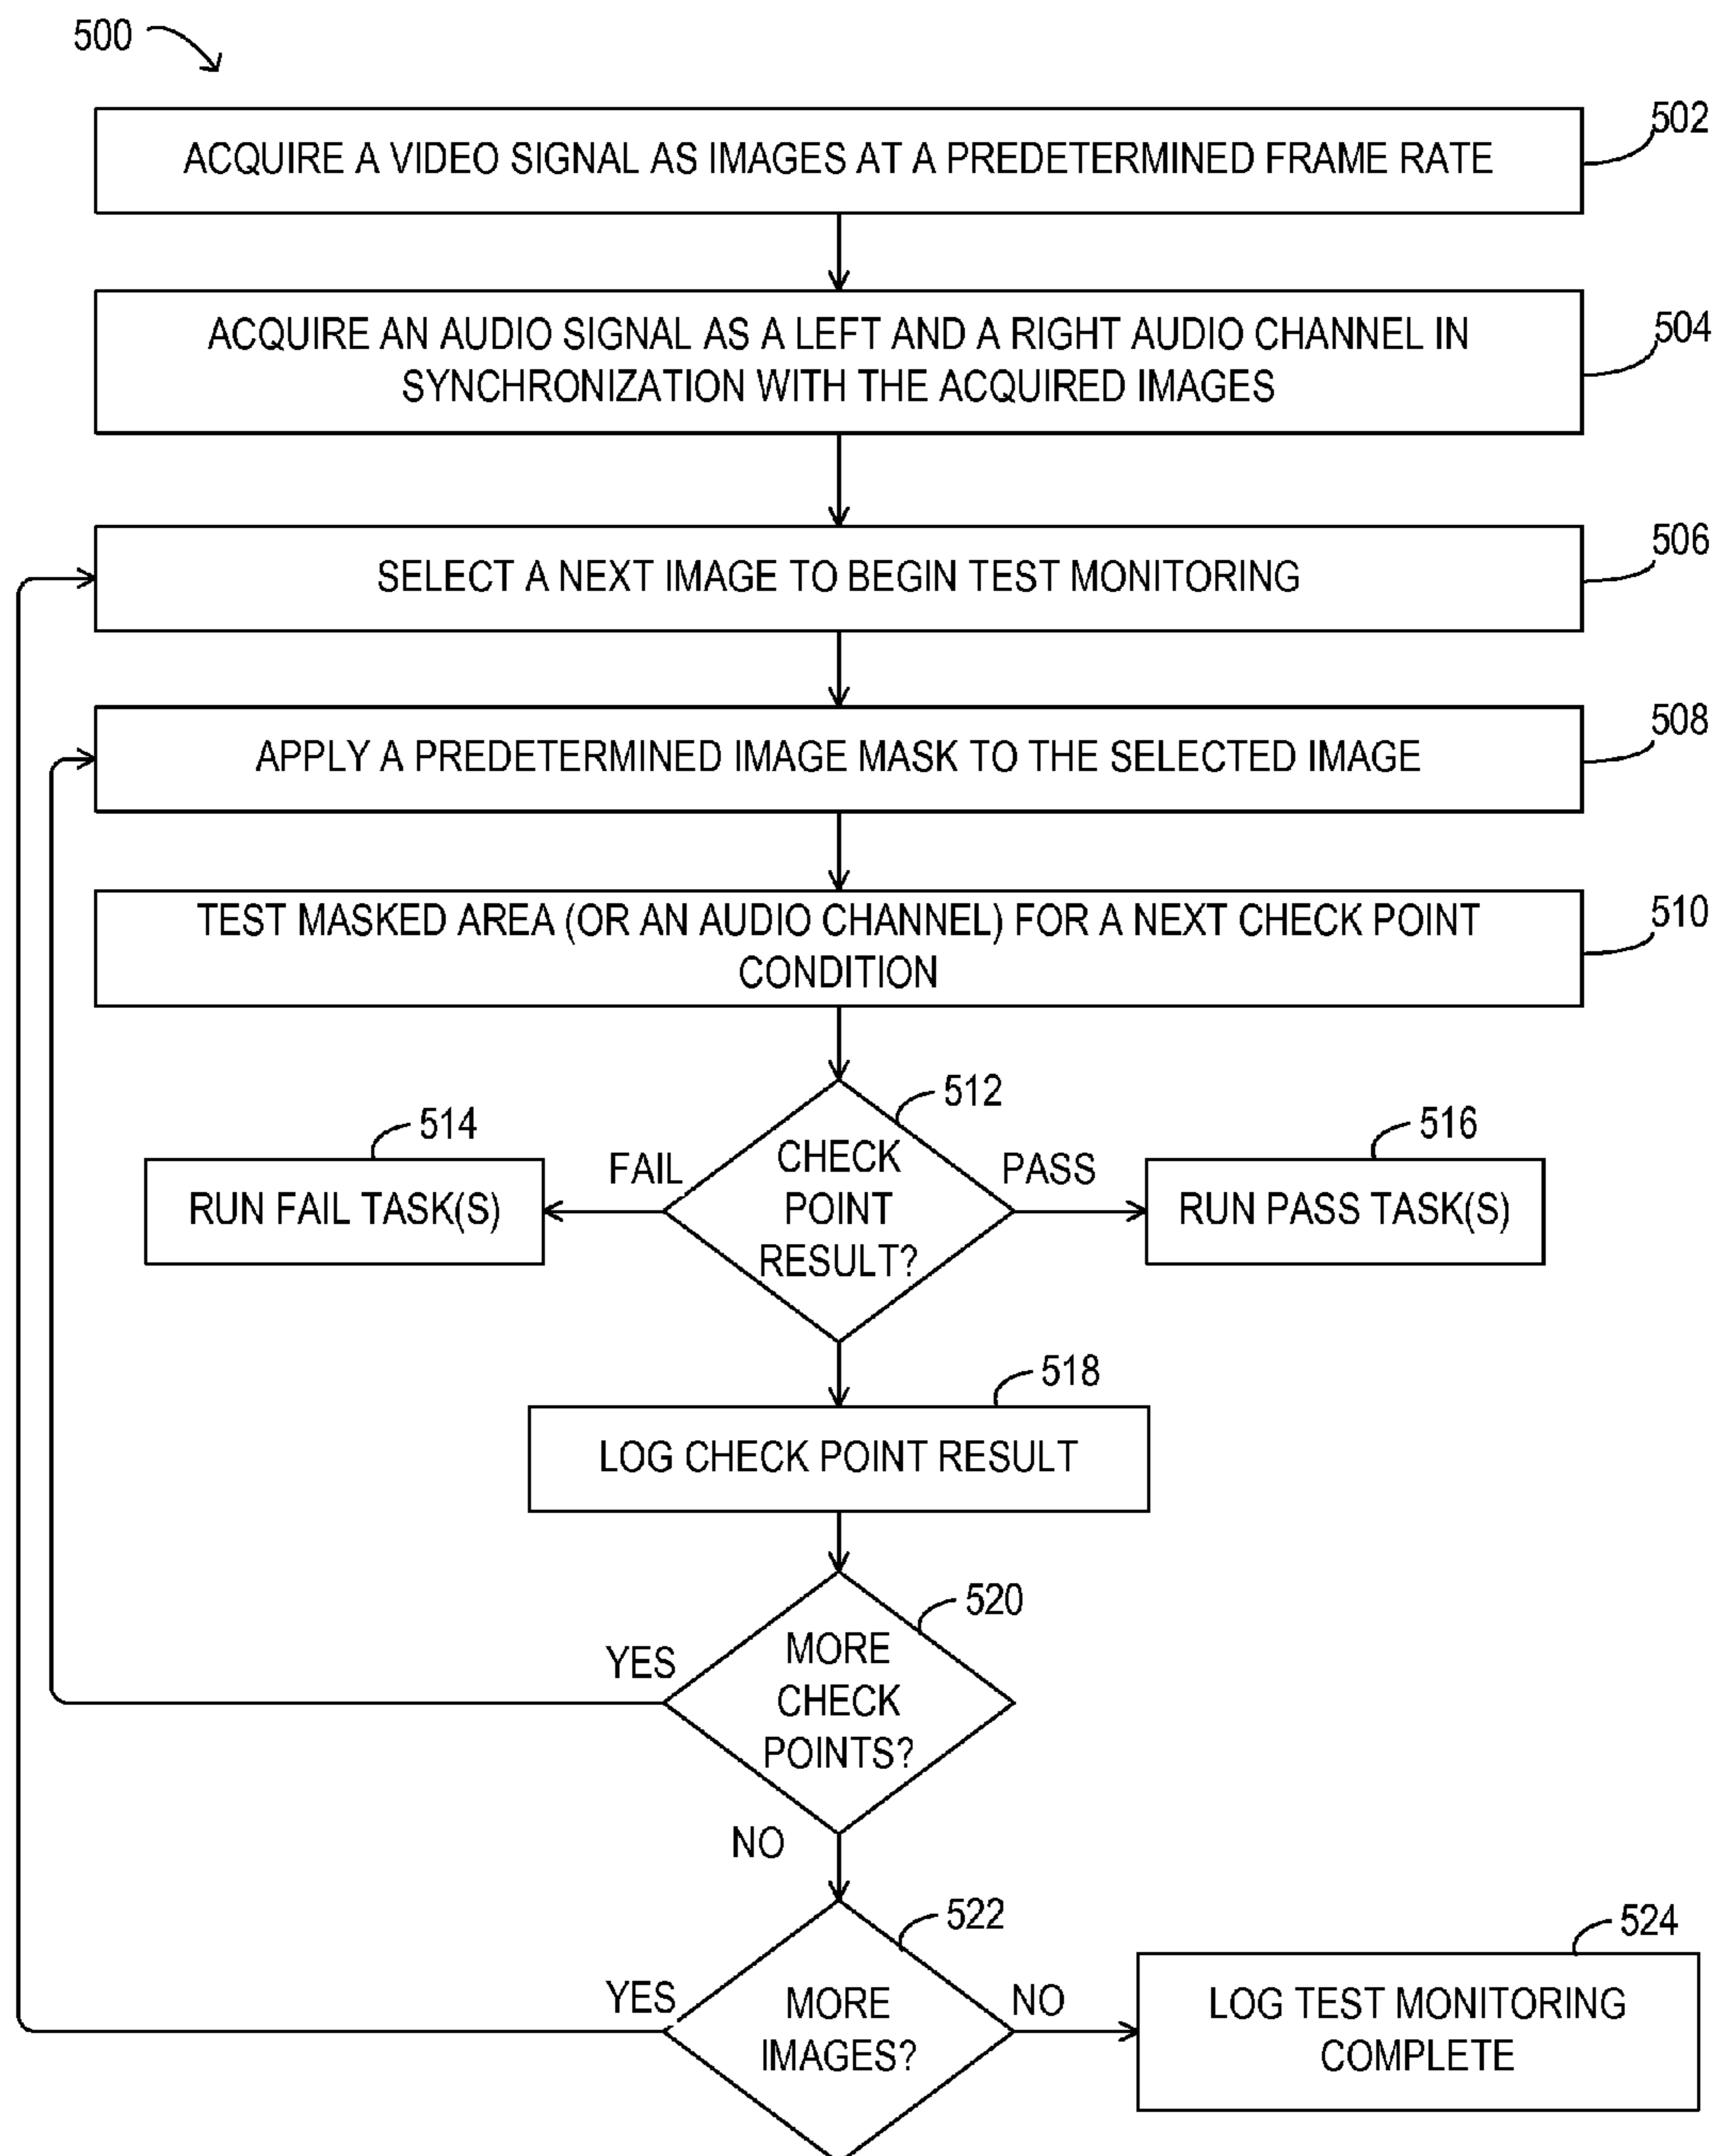 500
ACQUIRE A VIDEO SIGNAL AS IMAGES AT A PREDETERMINED FRAME RATE
502
ACQUIRE AN AUDIO SIGNAL AS A LEFT AND A RIGHT AUDIO CHANNEL IN
SYNCHRONIZATION WITH THE ACQUIRED IMAGES
504
SELECT A NEXT IMAGE TO BEGIN TEST MONITORING
506
APPLY A PREDETERMINED IMAGE MASK TO THE SELECTED IMAGE
508
TEST MASKED AREA (OR AN AUDIO CHANNEL) FOR A NEXT CHECK POINT
CONDITION
510
512
CHECK
POINT
RESULT?
FAIL
514
RUN FAIL TASK(S)
PASS
516
RUN PASS TASK(S)
518
LOG CHECK POINT RESULT
520
MORE
CHECK
POINTS?
YES
NO
522
MORE
IMAGES?
YES
NO
524
LOG TEST MONITORING
COMPLETE